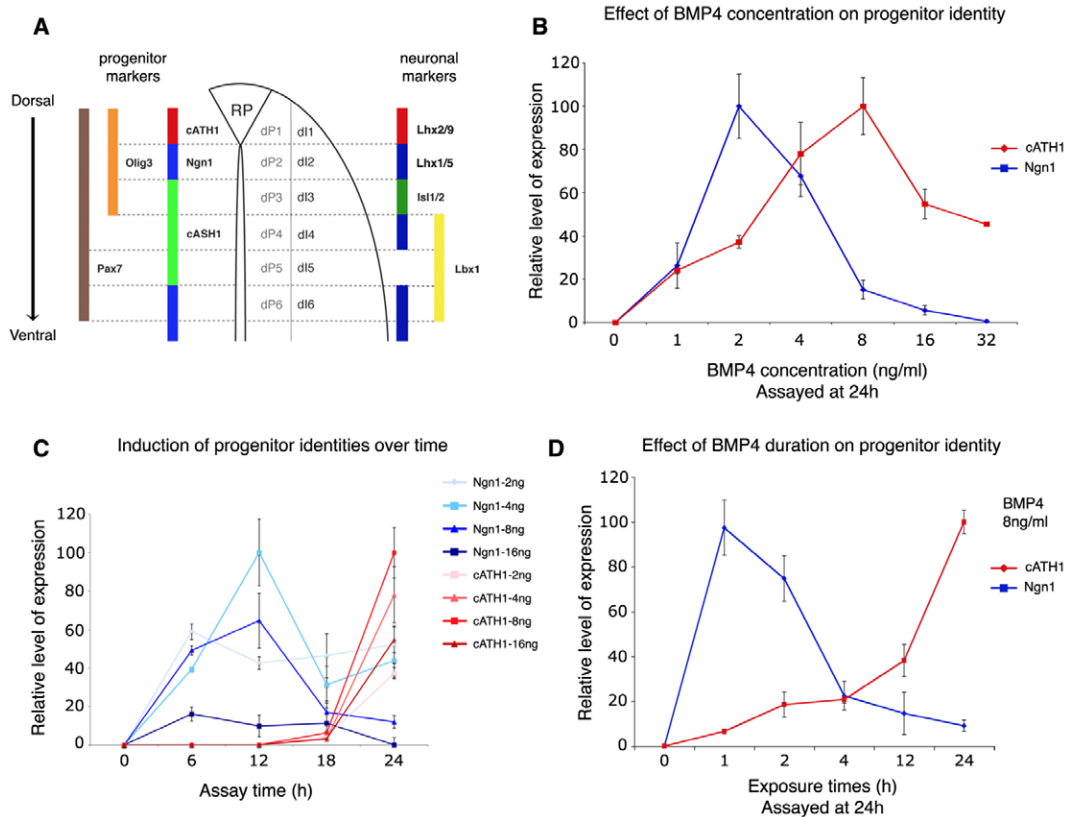 A
progenitor
markers
neuronal
markers
Dorsal
Ventral
RP
cATH1
dP1
dI1
Lhx2/9
Olig3
Ngn1
dP2
dI2
Lhx1/5
dP3
dI3
Isl1/2
cASH1
dP4
dI4
Pax7
dP5
dI5
Lbx1
dP6
dI6
B
Effect of BMP4 concentration on progenitor identity
Relative level of expression
120
100
80
60
40
20
0
0 1 2 4 8 16 32
BMP4 concentration (ng/ml)
Assayed at 24h
cATH1
Ngn1
C
Induction of progenitor identities over time
Relative level of expression
120
100
80
60
40
20
0
0 6 12 18 24
Assay time (h)
Ngn1-2ng
Ngn1-4ng
Ngn1-8ng
Ngn1-16ng
cATH1-2ng
cATH1-4ng
cATH1-8ng
cATH1-16ng
D
Effect of BMP4 duration on progenitor identity
Relative level of expression
120
100
80
60
40
20
0
0 1 2 4 12 24
Exposure times (h)
Assayed at 24h
BMP4
8ng/ml
cATH1
Ngn1